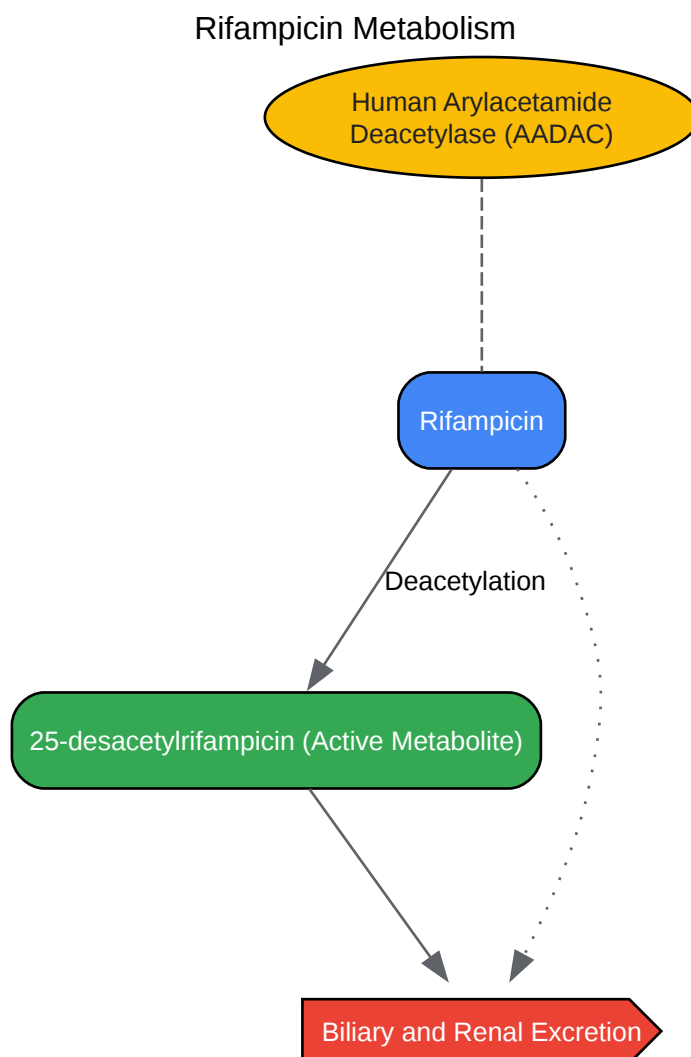 Rifampicin Metabolism
Human Arylacetamide
Deacetylase (AADAC)
Rifampicin
Deacetylation
25-desacetylrifampicin (Active Metabolite)
Biliary and Renal Excretion